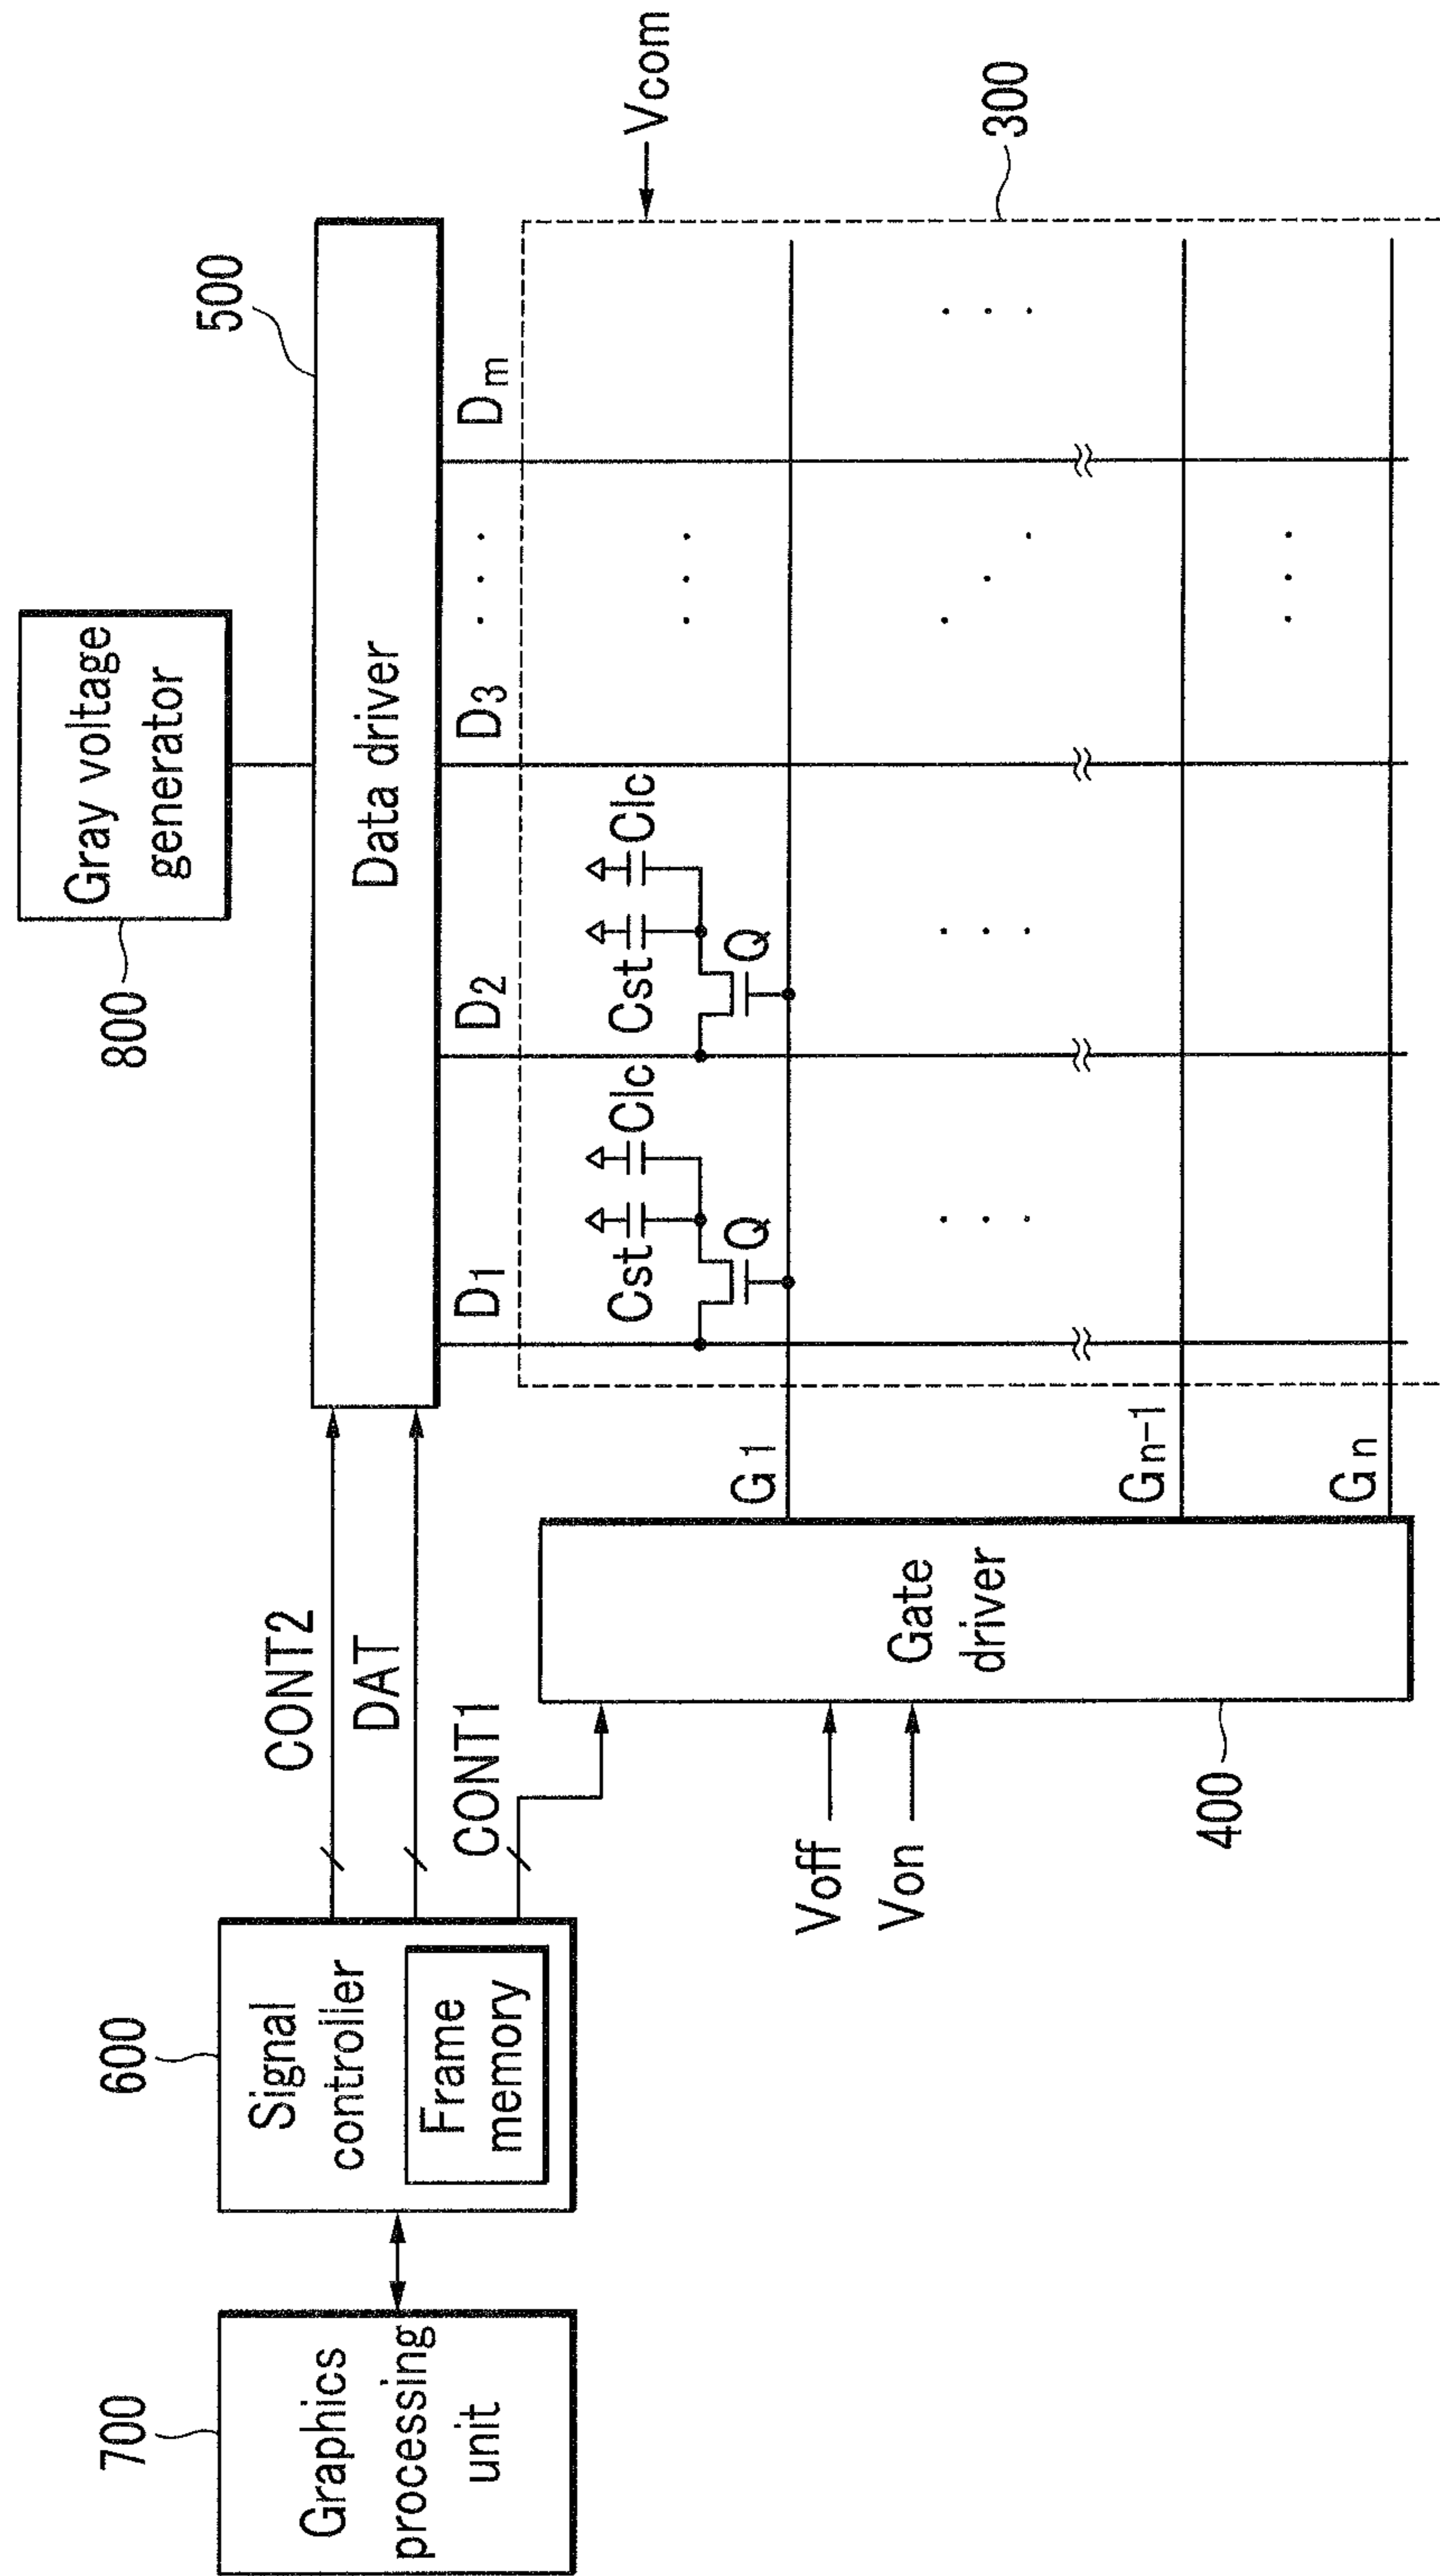 800
Gray voltage
generator
500
Data driver
700
Graphics
processing
unit
600
Signal
controller
Frame
memory
CONT2
DAT
CONT1
D1
D2
D3
. . .
Dm
Vcom
Cst
Clc
Q
Cst
Clc
Q
300
Voff
Von
Gate
driver
400
G1
Gn-1
Gn